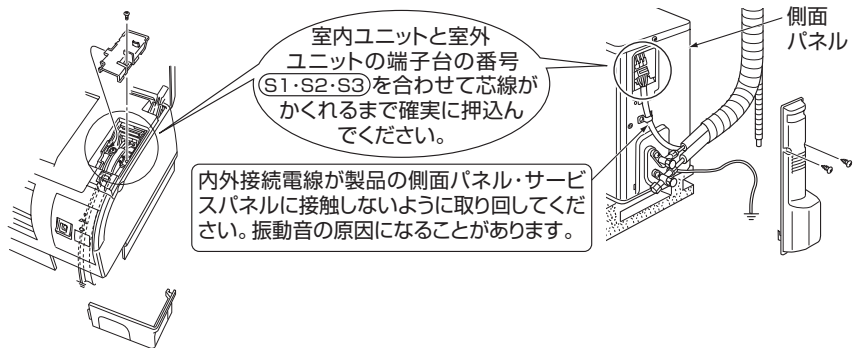 室内ユニットと室外
ユニットの端子台の番号
(S1・S2・S3)を合わせて芯線が
かくれるまで確実に押込ん
でください。
側面
パネル
内外接続電線が製品の側面パネル・サービ
スパネルに接触しないように取り回してくだ
さい。振動音の原因になることがあります。